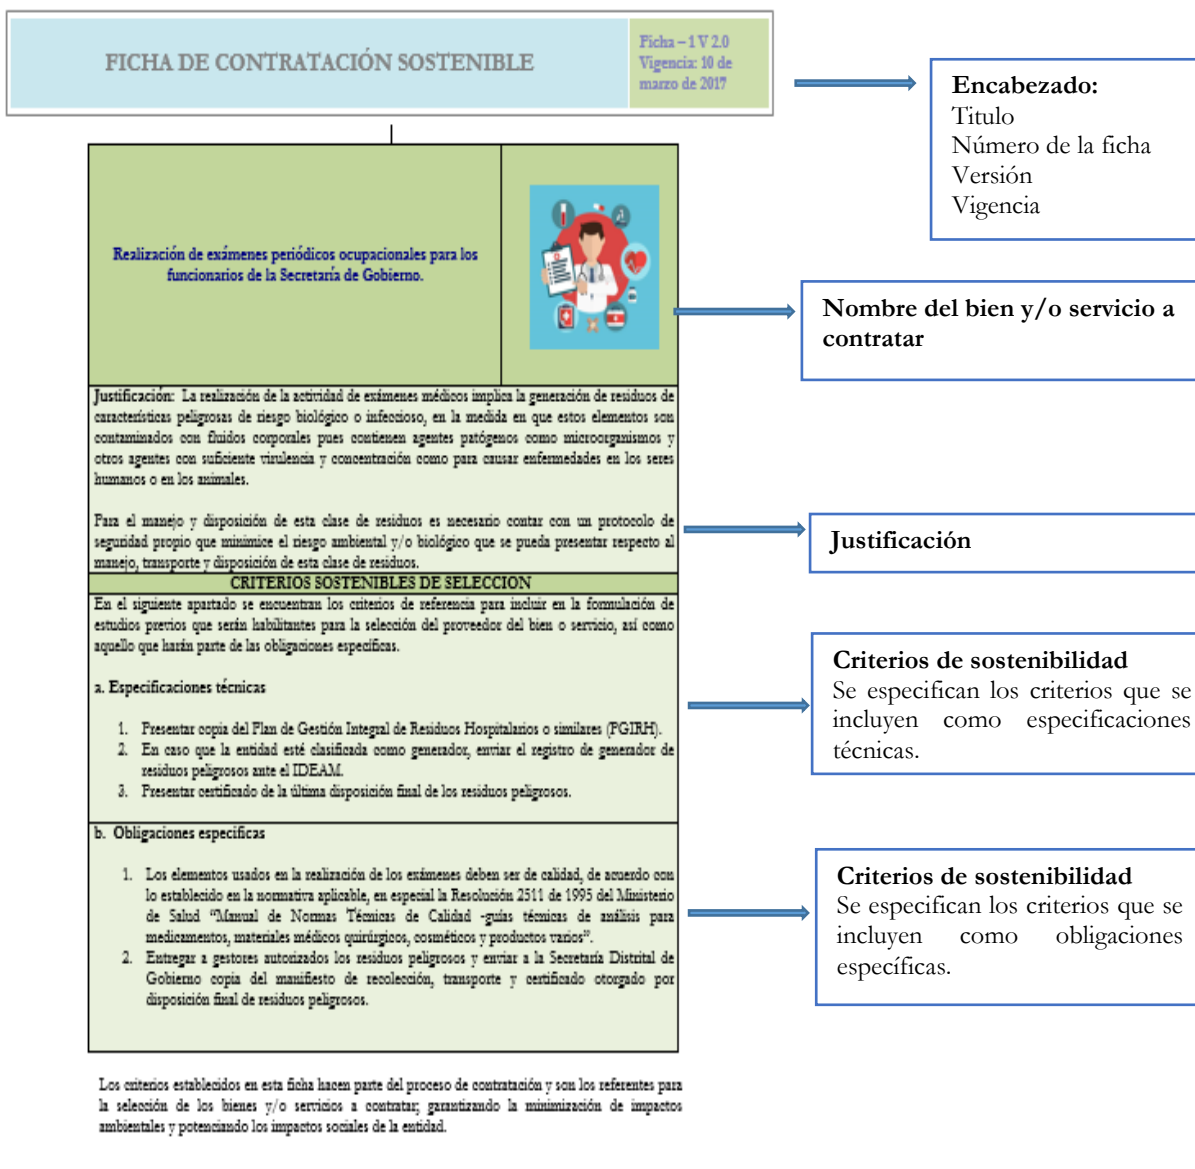 FICHA DE CONTRATACIÓN SOSTENIBLE
Ficha – 1 V 2.0
Vigencia: 10 de
marzo de 2017
Encabezado:
Titulo
Número de la ficha
Versión
Vigencia
Realización de exámenes periódicos ocupacionales para los
funcionarios de la Secretaría de Gobierno.
Nombre del bien y/o servicio a
contratar
Justificación: La realización de la actividad de exámenes médicos implica la generación de residuos de
características peligrosas de riesgo biológico o infeccioso, en la medida en que estos elementos son
contaminados con fluidos corporales pues contienen agentes patógenos como microorganismos y
otros agentes con suficiente virulencia y concentración como para causar enfermedades en los seres
humanos o en los animales.
Para el manejo y disposición de esta clase de residuos es necesario contar con un protocolo de
seguridad propio que minimice el riesgo ambiental y/o biológico que se pueda presentar respecto al
manejo, transporte y disposición de esta clase de residuos.
Justificación
CRITERIOS SOSTENIBLES DE SELECCION
En el siguiente apartado se encuentran los criterios de referencia para incluir en la formulación de
estudios previos que serán habilitantes para la selección del proveedor del bien o servicio, así como
aquello que harán parte de las obligaciones específicas.
a. Especificaciones técnicas
1. Presentar copia del Plan de Gestión Integral de Residuos Hospitalarios o similares (PGIRH).
2. En caso que la entidad esté clasificada como generador, enviar el registro de generador de
residuos peligrosos ante el IDEAM.
3. Presentar certificado de la última disposición final de los residuos peligrosos.
Criterios de sostenibilidad
Se especifican los criterios que se
incluyen como especificaciones
técnicas.
b. Obligaciones especificas
1. Los elementos usados en la realización de los exámenes deben ser de calidad, de acuerdo con
lo establecido en la normativa aplicable, en especial la Resolución 2511 de 1995 del Ministerio
de Salud “Manual de Normas Técnicas de Calidad -guías técnicas de análisis para
medicamentos, materiales médicos quirúrgicos, cosméticos y productos varios”.
2. Entregar a gestores autorizados los residuos peligrosos y enviar a la Secretaría Distrital de
Gobierno copia del manifiesto de recolección, transporte y certificado otorgado por
disposición final de residuos peligrosos.
Criterios de sostenibilidad
Se especifican los criterios que se
incluyen como obligaciones
específicas.
Los criterios establecidos en esta ficha hacen parte del proceso de contratación y son los referentes para
la selección de los bienes y/o servicios a contratar; garantizando la minimización de impactos
ambientales y potenciando los impactos sociales de la entidad.